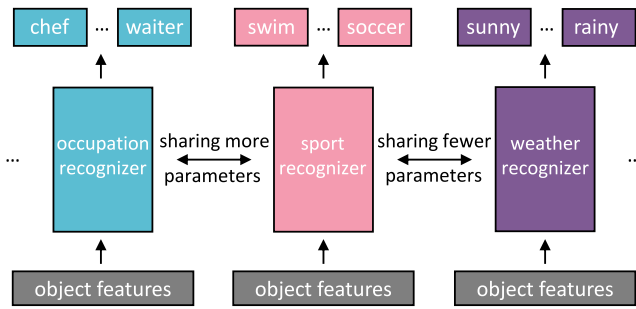 chef ... waiter swim ... soccer sunny ... rainy
occupation recognizer
sharing more parameters
sport recognizer
sharing fewer parameters
weather recognizer
... ..
object features object features object features